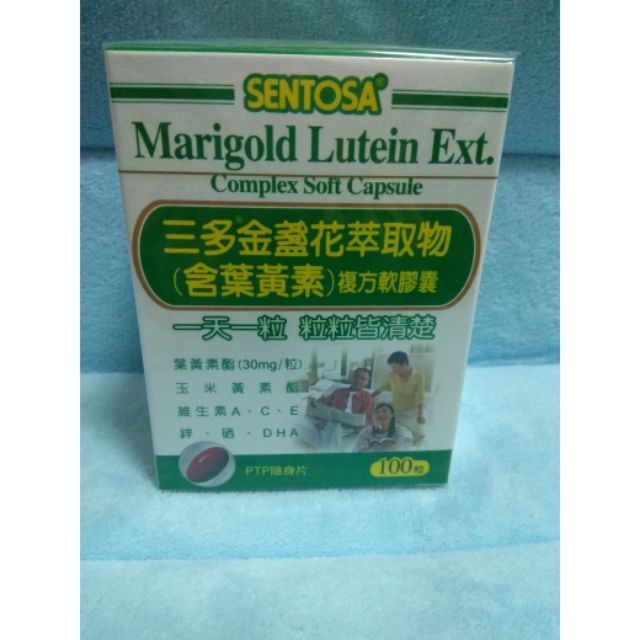 SENTOSA®
Marigold Lutein Ext.
Complex Soft Capsule
三多®金盞花萃取物
(含葉黃素)複方軟膠囊
一天一粒 粒粒皆清楚
葉黃素酯(30mg/粒)
玉米黃素酯
維生素A、C、E
鋅、硒、DHA
PTP隨身片
100粒